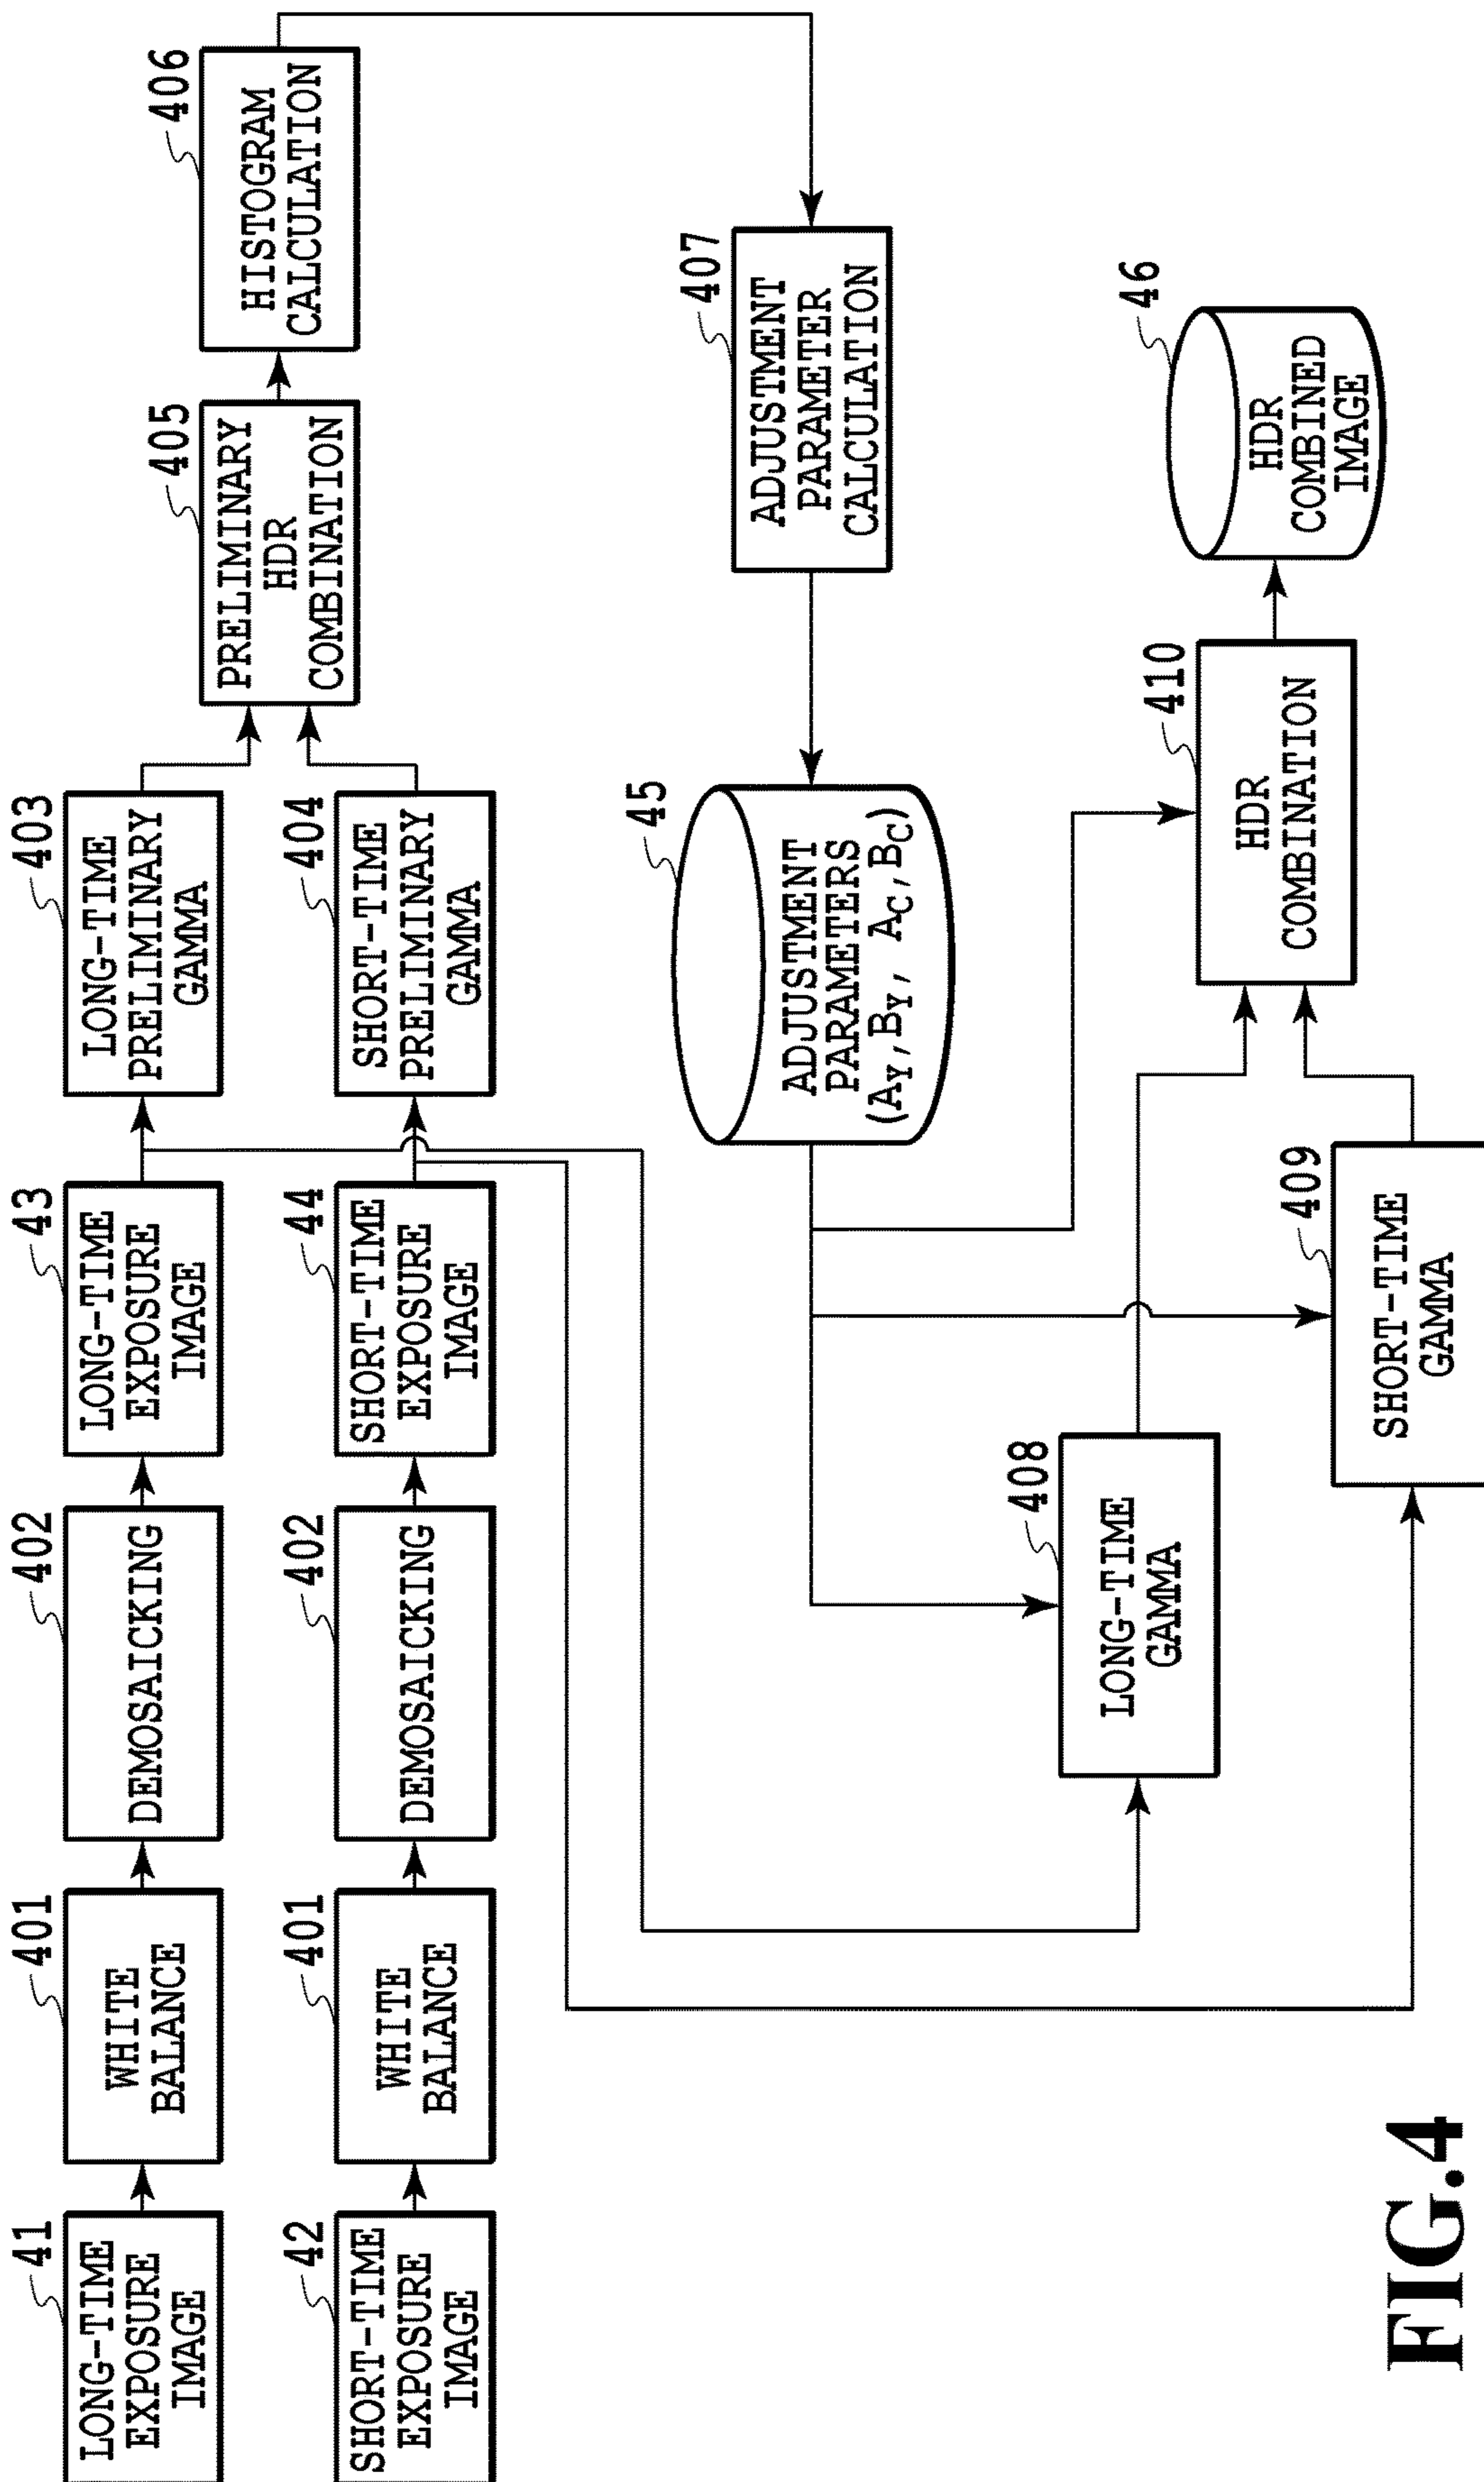 41
LONG-TIME
EXPOSURE
IMAGE
401
WHITE
BALANCE
402
DEMOSAICKING
43
LONG-TIME
EXPOSURE
IMAGE
403
LONG-TIME
PRELIMINARY
GAMMA
42
SHORT-TIME
EXPOSURE
IMAGE
401
WHITE
BALANCE
402
DEMOSAICKING
44
SHORT-TIME
EXPOSURE
IMAGE
404
SHORT-TIME
PRELIMINARY
GAMMA
405
PRELIMINARY
HDR
COMBINATION
406
HISTOGRAM
CALCULATION
407
ADJUSTMENT
PARAMETER
CALCULATION
45
ADJUSTMENT
PARAMETERS
(AY,BY, AC,BC)
408
LONG-TIME
GAMMA
409
SHORT-TIME
GAMMA
410
HDR
COMBINATION
46
HDR
COMBINED
IMAGE
FIG.4